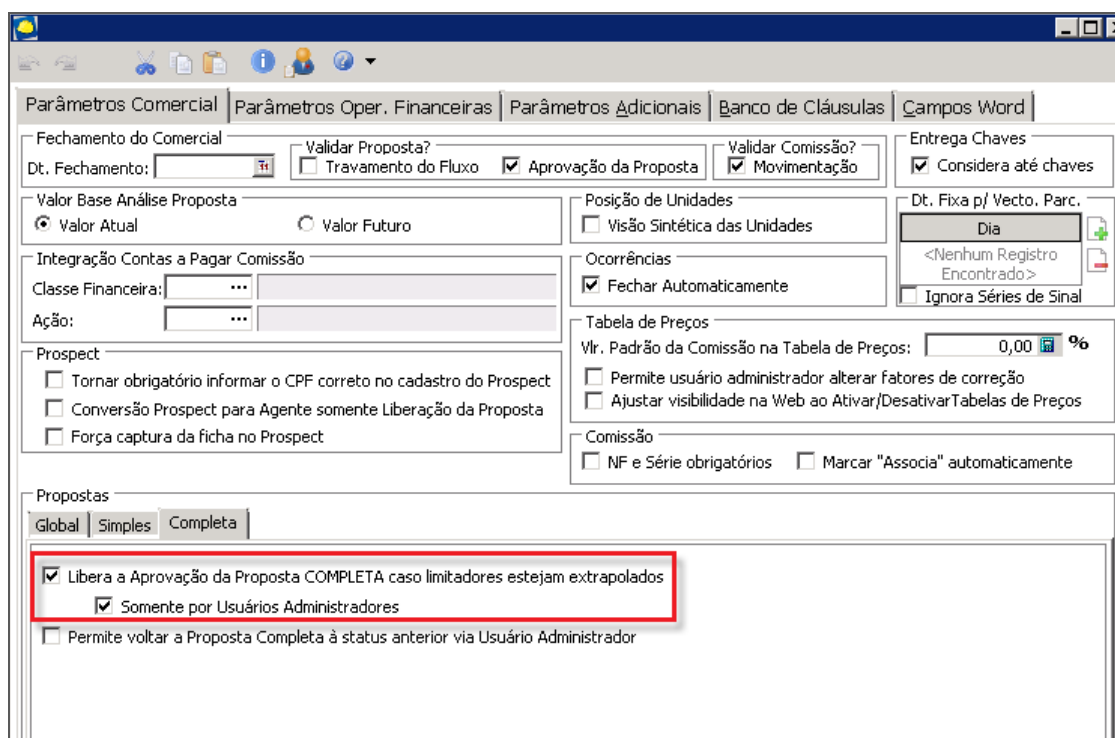 Parâmetros Comercial
Parâmetros Oper. Financeiras
Parâmetros Adicionais
Banco de Cláusulas
Campos Word
Fechamento do Comercial
Dt. Fechamento:
Validar Proposta?
Travamento do Fluxo
Aprovação da Proposta
Validar Comissão?
Movimentação
Entrega Chaves
Considera até chaves
Valor Base Análise Proposta
Valor Atual
Valor Futuro
Posição de Unidades
Visão Sintética das Unidades
Dt. Fixa p/ Vecto. Parc.
Dia
<Nenhum Registro
Encontrado>
Ignora Séries de Sinal
Integração Contas a Pagar Comissão
Classe Financeira:
...
Ação:
...
Ocorrências
Fechar Automaticamente
Tabela de Preços
Vlr. Padrão da Comissão na Tabela de Preços: 0,00 %
Permite usuário administrador alterar fatores de correção
Ajustar visibilidade na Web ao Ativar/DesativarTabelas de Preços
Prospect
Tornar obrigatório informar o CPF correto no cadastro do Prospect
Conversão Prospect para Agente somente Liberação da Proposta
Força captura da ficha no Prospect
Comissão
NF e Série obrigatórios
Marcar "Associa" automaticamente
Propostas
Global
Simples
Completa
Libera a Aprovação da Proposta COMPLETA caso limitadores estejam extrapolados
Somente por Usuários Administradores
Permite voltar a Proposta Completa à status anterior via Usuário Administrador